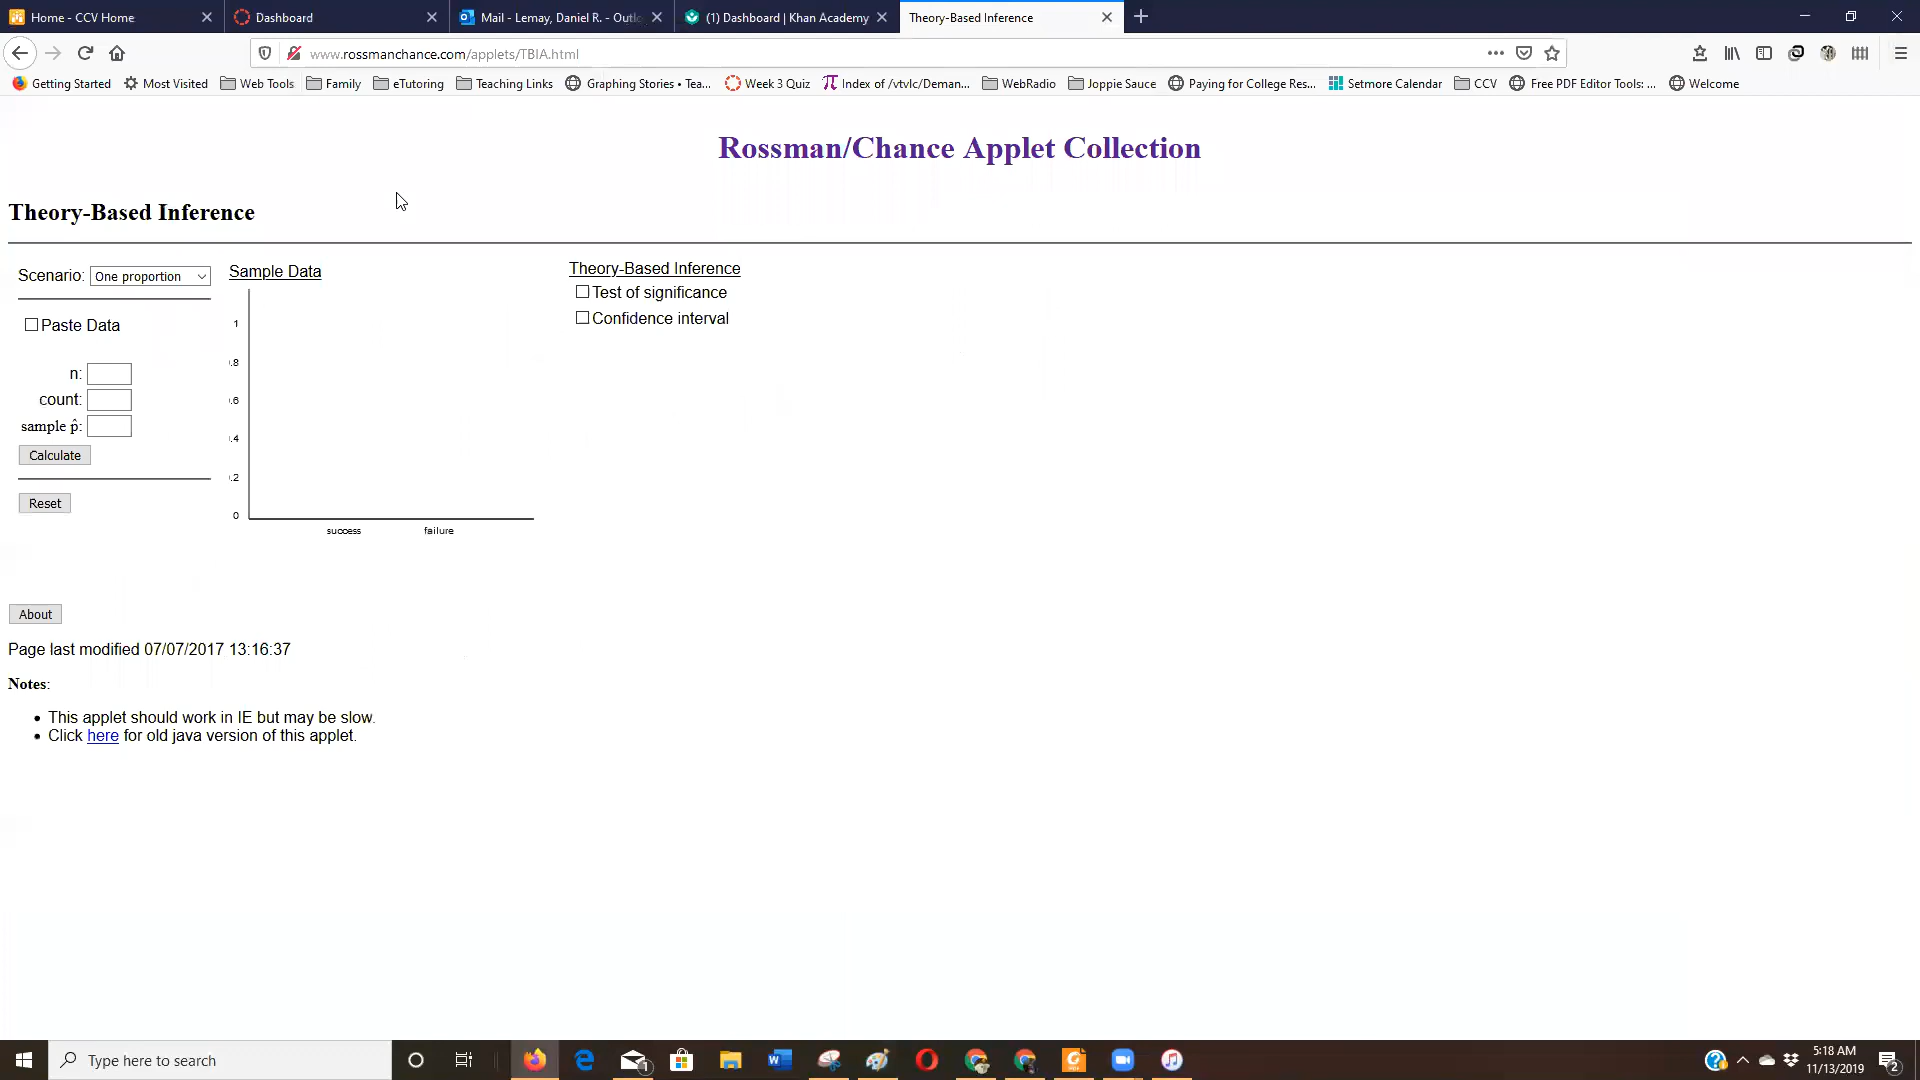 Home - CCV Home
Dashboard
Mail - Lemay, Daniel R. - Outlo
(1) Dashboard | Khan Academy
Theory-Based Inference
www.rossmanchance.com/applets/TBIA.html
Getting Started
Most Visited
Web Tools
Family
eTutoring
Teaching Links
Graphing Stories • Tea...
Week 3 Quiz
Index of /vtvlc/Deman...
WebRadio
Joppie Sauce
Paying for College Res...
Setmore Calendar
CCV
Free PDF Editor Tools: ...
Welcome
Rossman/Chance Applet Collection
Theory-Based Inference
Scenario: One proportion
Paste Data
n:
count:
sample p̂:
Calculate
Reset
Sample Data
1
.8
.6
.4
.2
0
success
failure
Theory-Based Inference
Test of significance
Confidence interval
About
Page last modified 07/07/2017 13:16:37
Notes:
• This applet should work in IE but may be slow.
• Click here for old java version of this applet.
Type here to search
5:18 AM
11/13/2019